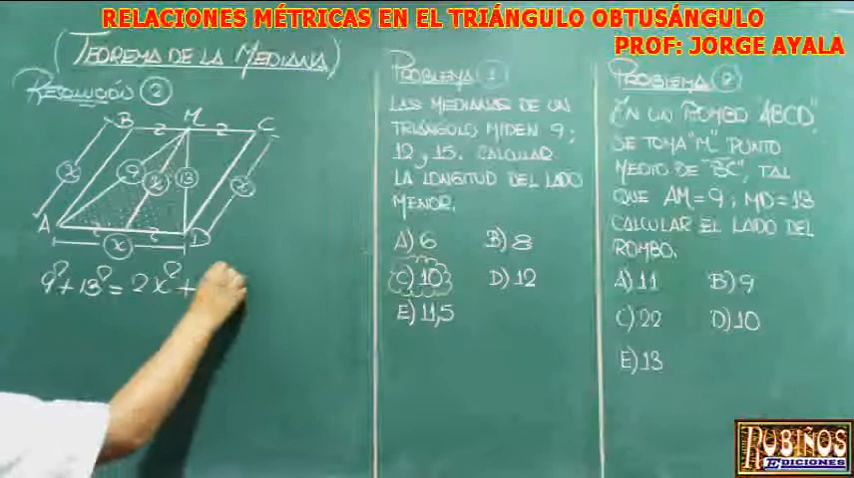 RELACIONES MÉTRICAS EN EL TRIÁNGULO OBTUSÁNGULO
PROF: JORGE AYALA
(TEOREMA DE LA MEDIANA)
RESOLUCIÓN 2
B M C
2 2
x 9 x 13 x
A D
x
9² + 13² = 2x² +
PROBLEMA 1
LAS MEDIANAS DE UN
TRIÁNGULO MIDEN 9;
12 y 15. CALCULAR
LA LONGITUD DEL LADO
MENOR.
A) 6 B) 8
C) 10 D) 12
E) 11,5
PROBLEMA 2
EN UN ROMBO "ABCD",
SE TOMA "M" PUNTO
MEDIO DE "BC", TAL
QUE AM=9; MD=13
CALCULAR EL LADO DEL
ROMBO.
A) 11 B) 9
C) 22 D) 10
E) 13
RUBIÑOS
EDICIONES